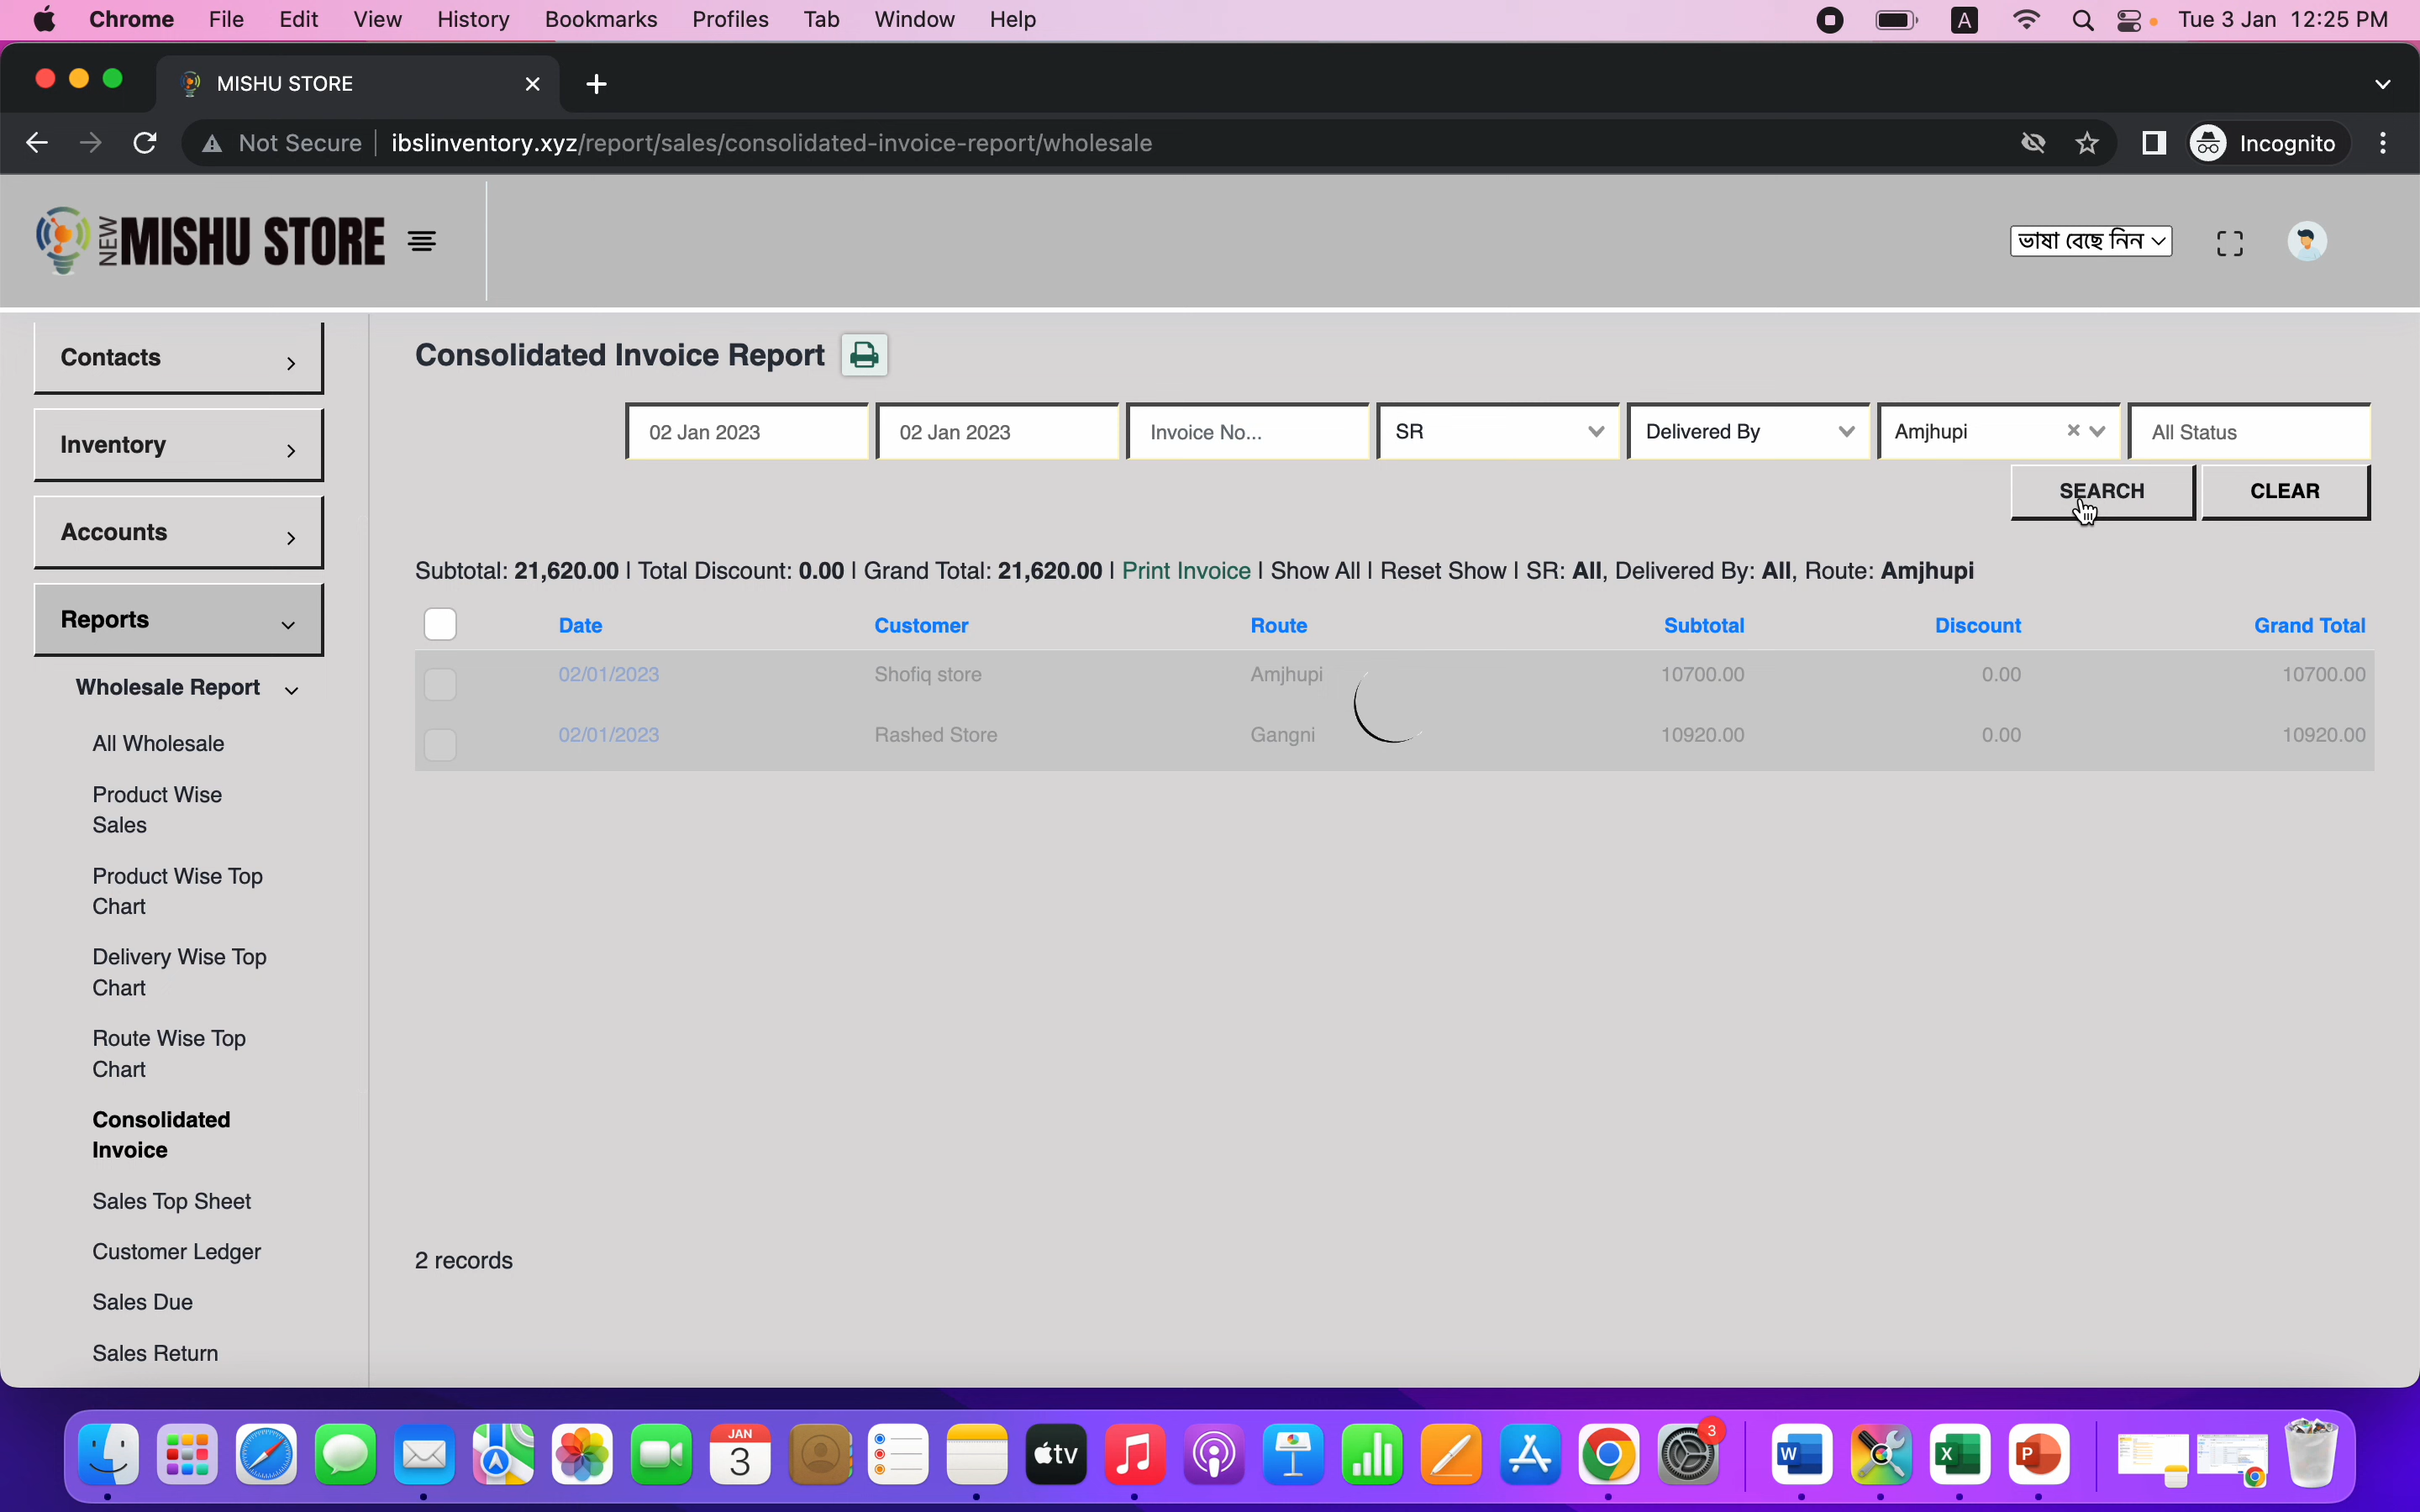 Chrome File Edit View History Bookmarks Profiles Tab Window Help A Tue 3 Jan 12:25 PM
MISHU STORE
Not Secure ibslinventory.xyz/report/sales/consolidated-invoice-report/wholesale Incognito
NEW MISHU STORE ভাষা বেছে নিন
Contacts
Inventory
Accounts
Reports
Wholesale Report
All Wholesale
Product Wise
Sales
Product Wise Top
Chart
Delivery Wise Top
Chart
Route Wise Top
Chart
Consolidated
Invoice
Sales Top Sheet
Customer Ledger
Sales Due
Sales Return
Consolidated Invoice Report
02 Jan 2023 02 Jan 2023 Invoice No... SR Delivered By Amjhupi All Status
SEARCH CLEAR
Subtotal: 21,620.00 | Total Discount: 0.00 | Grand Total: 21,620.00 | Print Invoice | Show All | Reset Show | SR: All, Delivered By: All, Route: Amjhupi
Date Customer Route Subtotal Discount Grand Total
02/01/2023 Shofiq store Amjhupi 10700.00 0.00 10700.00
02/01/2023 Rashed Store Gangni 10920.00 0.00 10920.00
2 records
JAN
3
tv
3
W
X
P